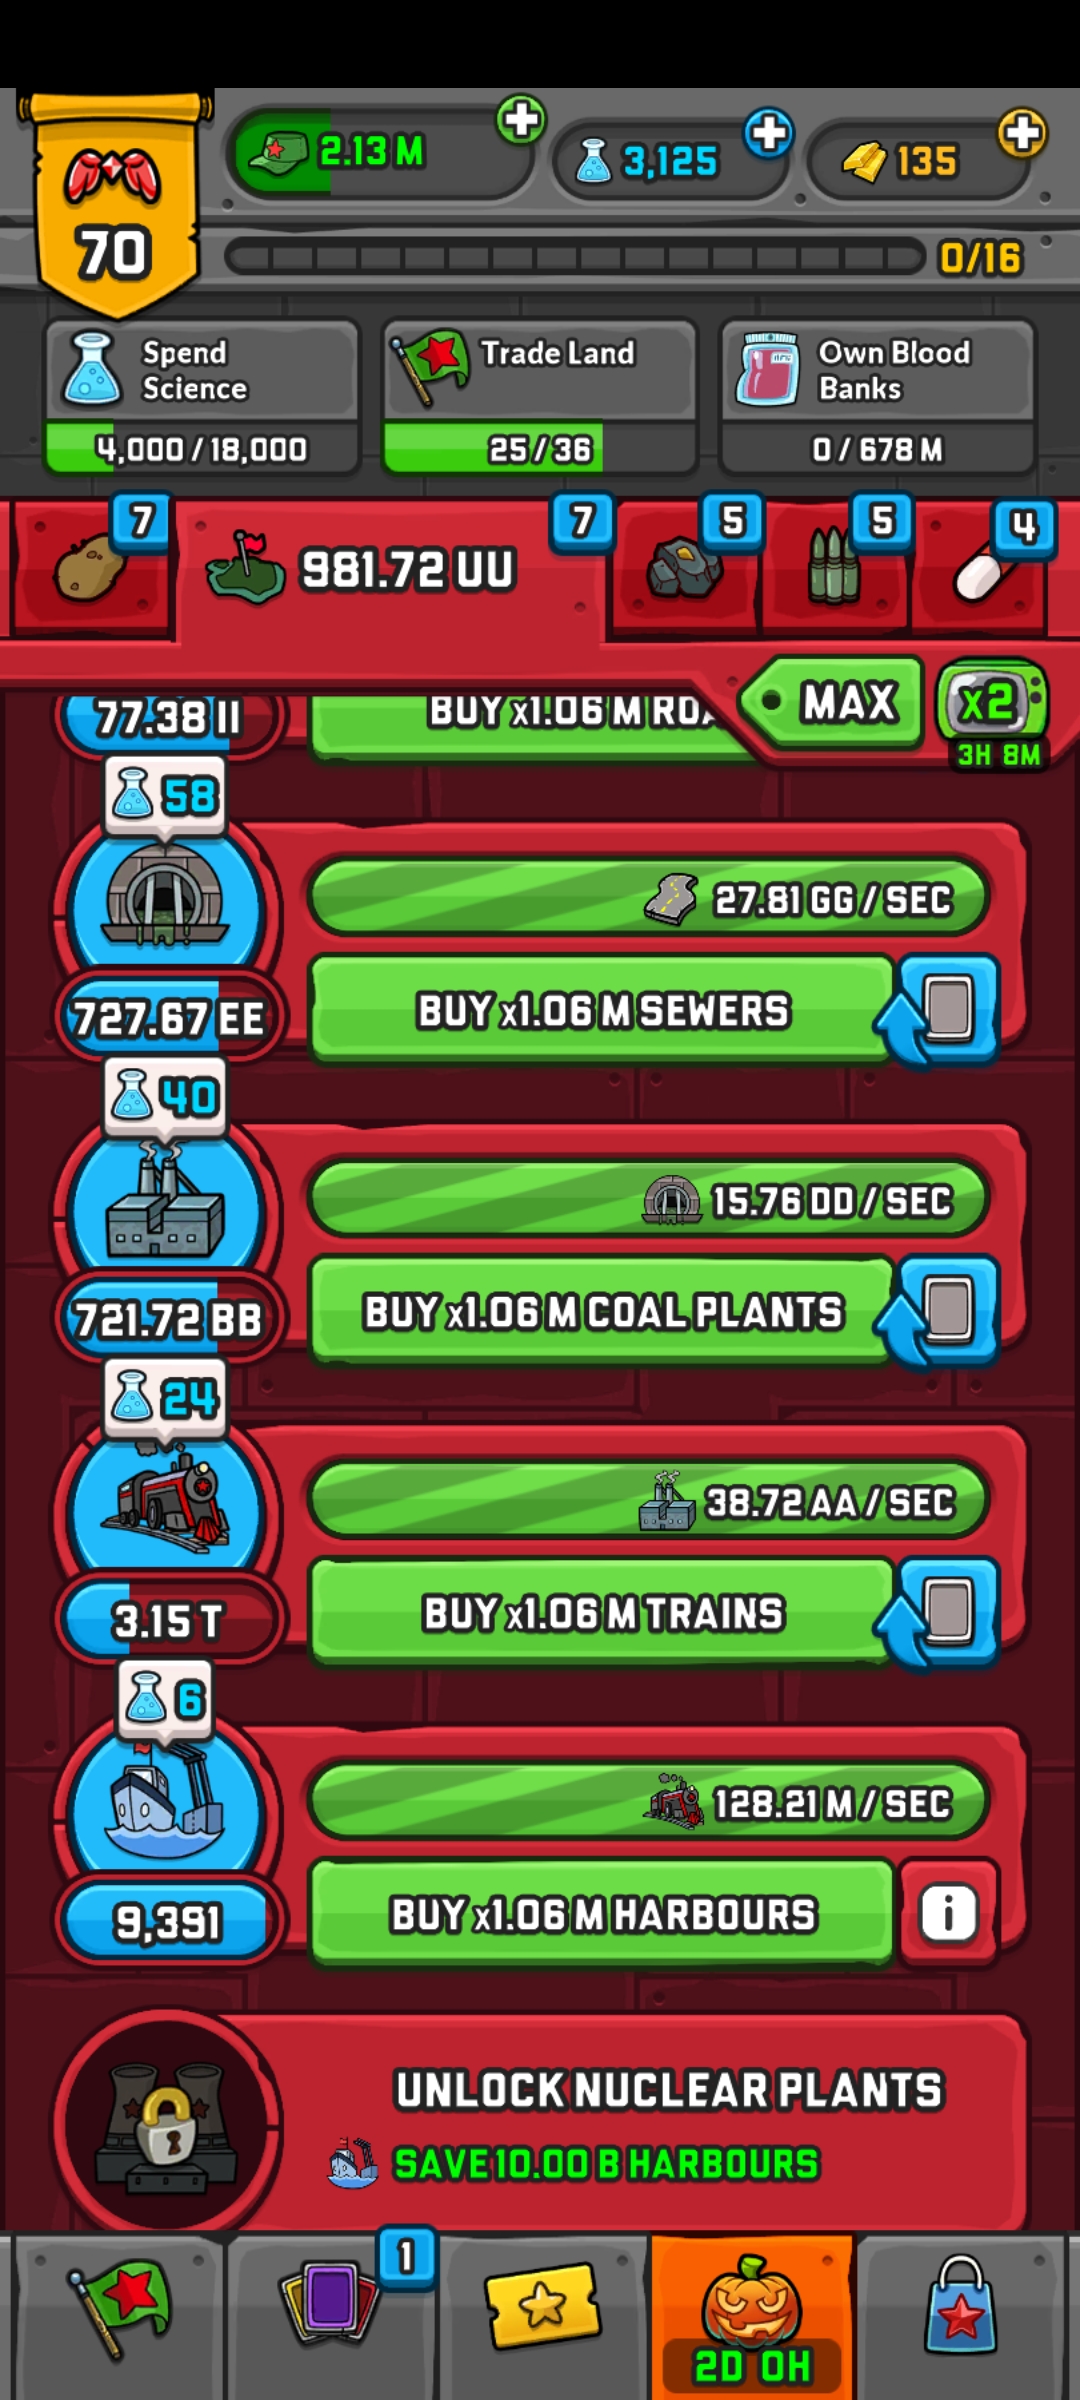 2.13 M
3,125
135
70
0/16
Spend
Science
Trade Land
Own Blood
Banks
4,000 / 18,000
25 / 36
0 / 678 M
7
981.72 UU
7
5
5
4
MAX
x2
3H 8M
77.38 II
BUY x1.06 M
58
27.81 GG / SEC
727.67 EE
BUY x1.06 M SEWERS
40
15.76 DD / SEC
721.72 BB
BUY x1.06 M COAL PLANTS
24
38.72 AA / SEC
3.15 T
BUY x1.06 M TRAINS
6
128.21 M / SEC
9,391
BUY x1.06 M HARBOURS
i
UNLOCK NUCLEAR PLANTS
SAVE 10.00 B HARBOURS
1
2D 0H